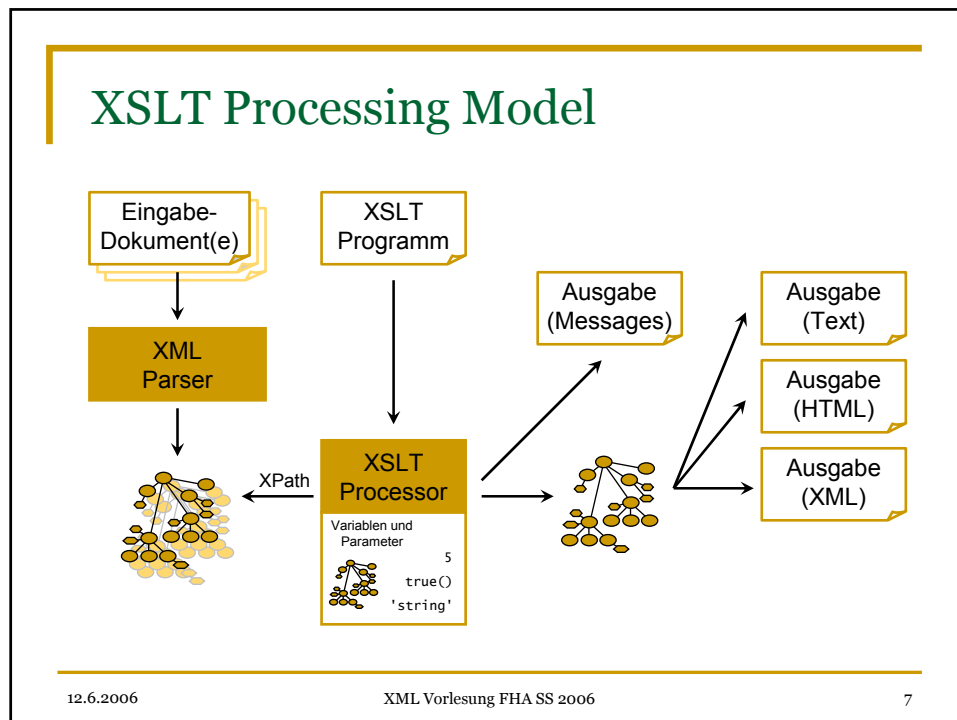 XSLT Processing Model
Eingabe-
Dokument(e)
XSLT
Programm
Ausgabe
(Messages)
Ausgabe
(Text)
XML
Parser
Ausgabe
(HTML)
XPath
XSLT
Processor
Ausgabe
(XML)
Variablen und
Parameter
5
true()
'string'
12.6.2006
XML Vorlesung FHA SS 2006
7